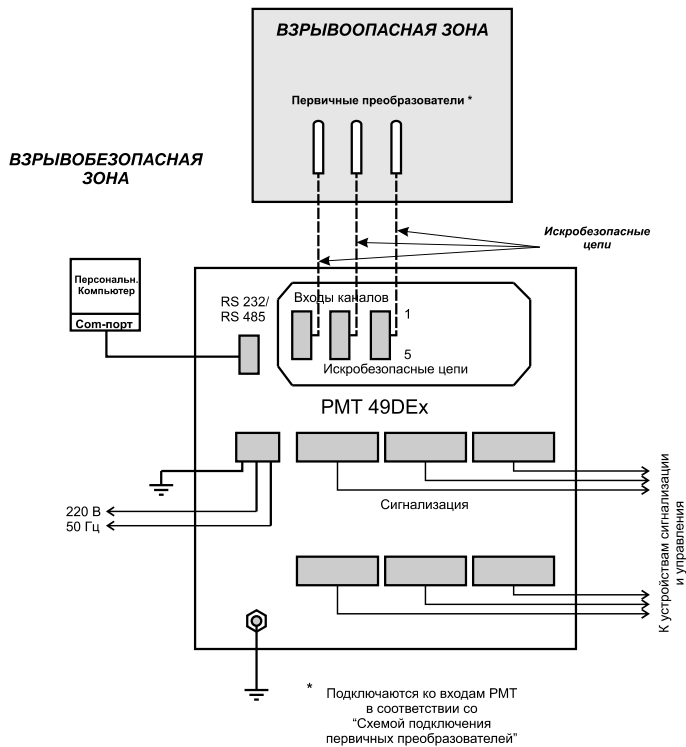 ВЗРЫВООПАСНАЯ ЗОНА
Первичные преобразователи *
ВЗРЫВОБЕЗОПАСНАЯ
ЗОНА
Искробезопасные
цепи
Персональн.
Компьютер
Com-порт
RS 232/
RS 485
Входы каналов
1
5
Искробезопасные цепи
РМТ 49DEx
220 В
50 Гц
Сигнализация
К устройствам сигнализации
и управления
* Подключаются ко входам РМТ
в соответствии со
“Схемой подключения
первичных преобразователей”